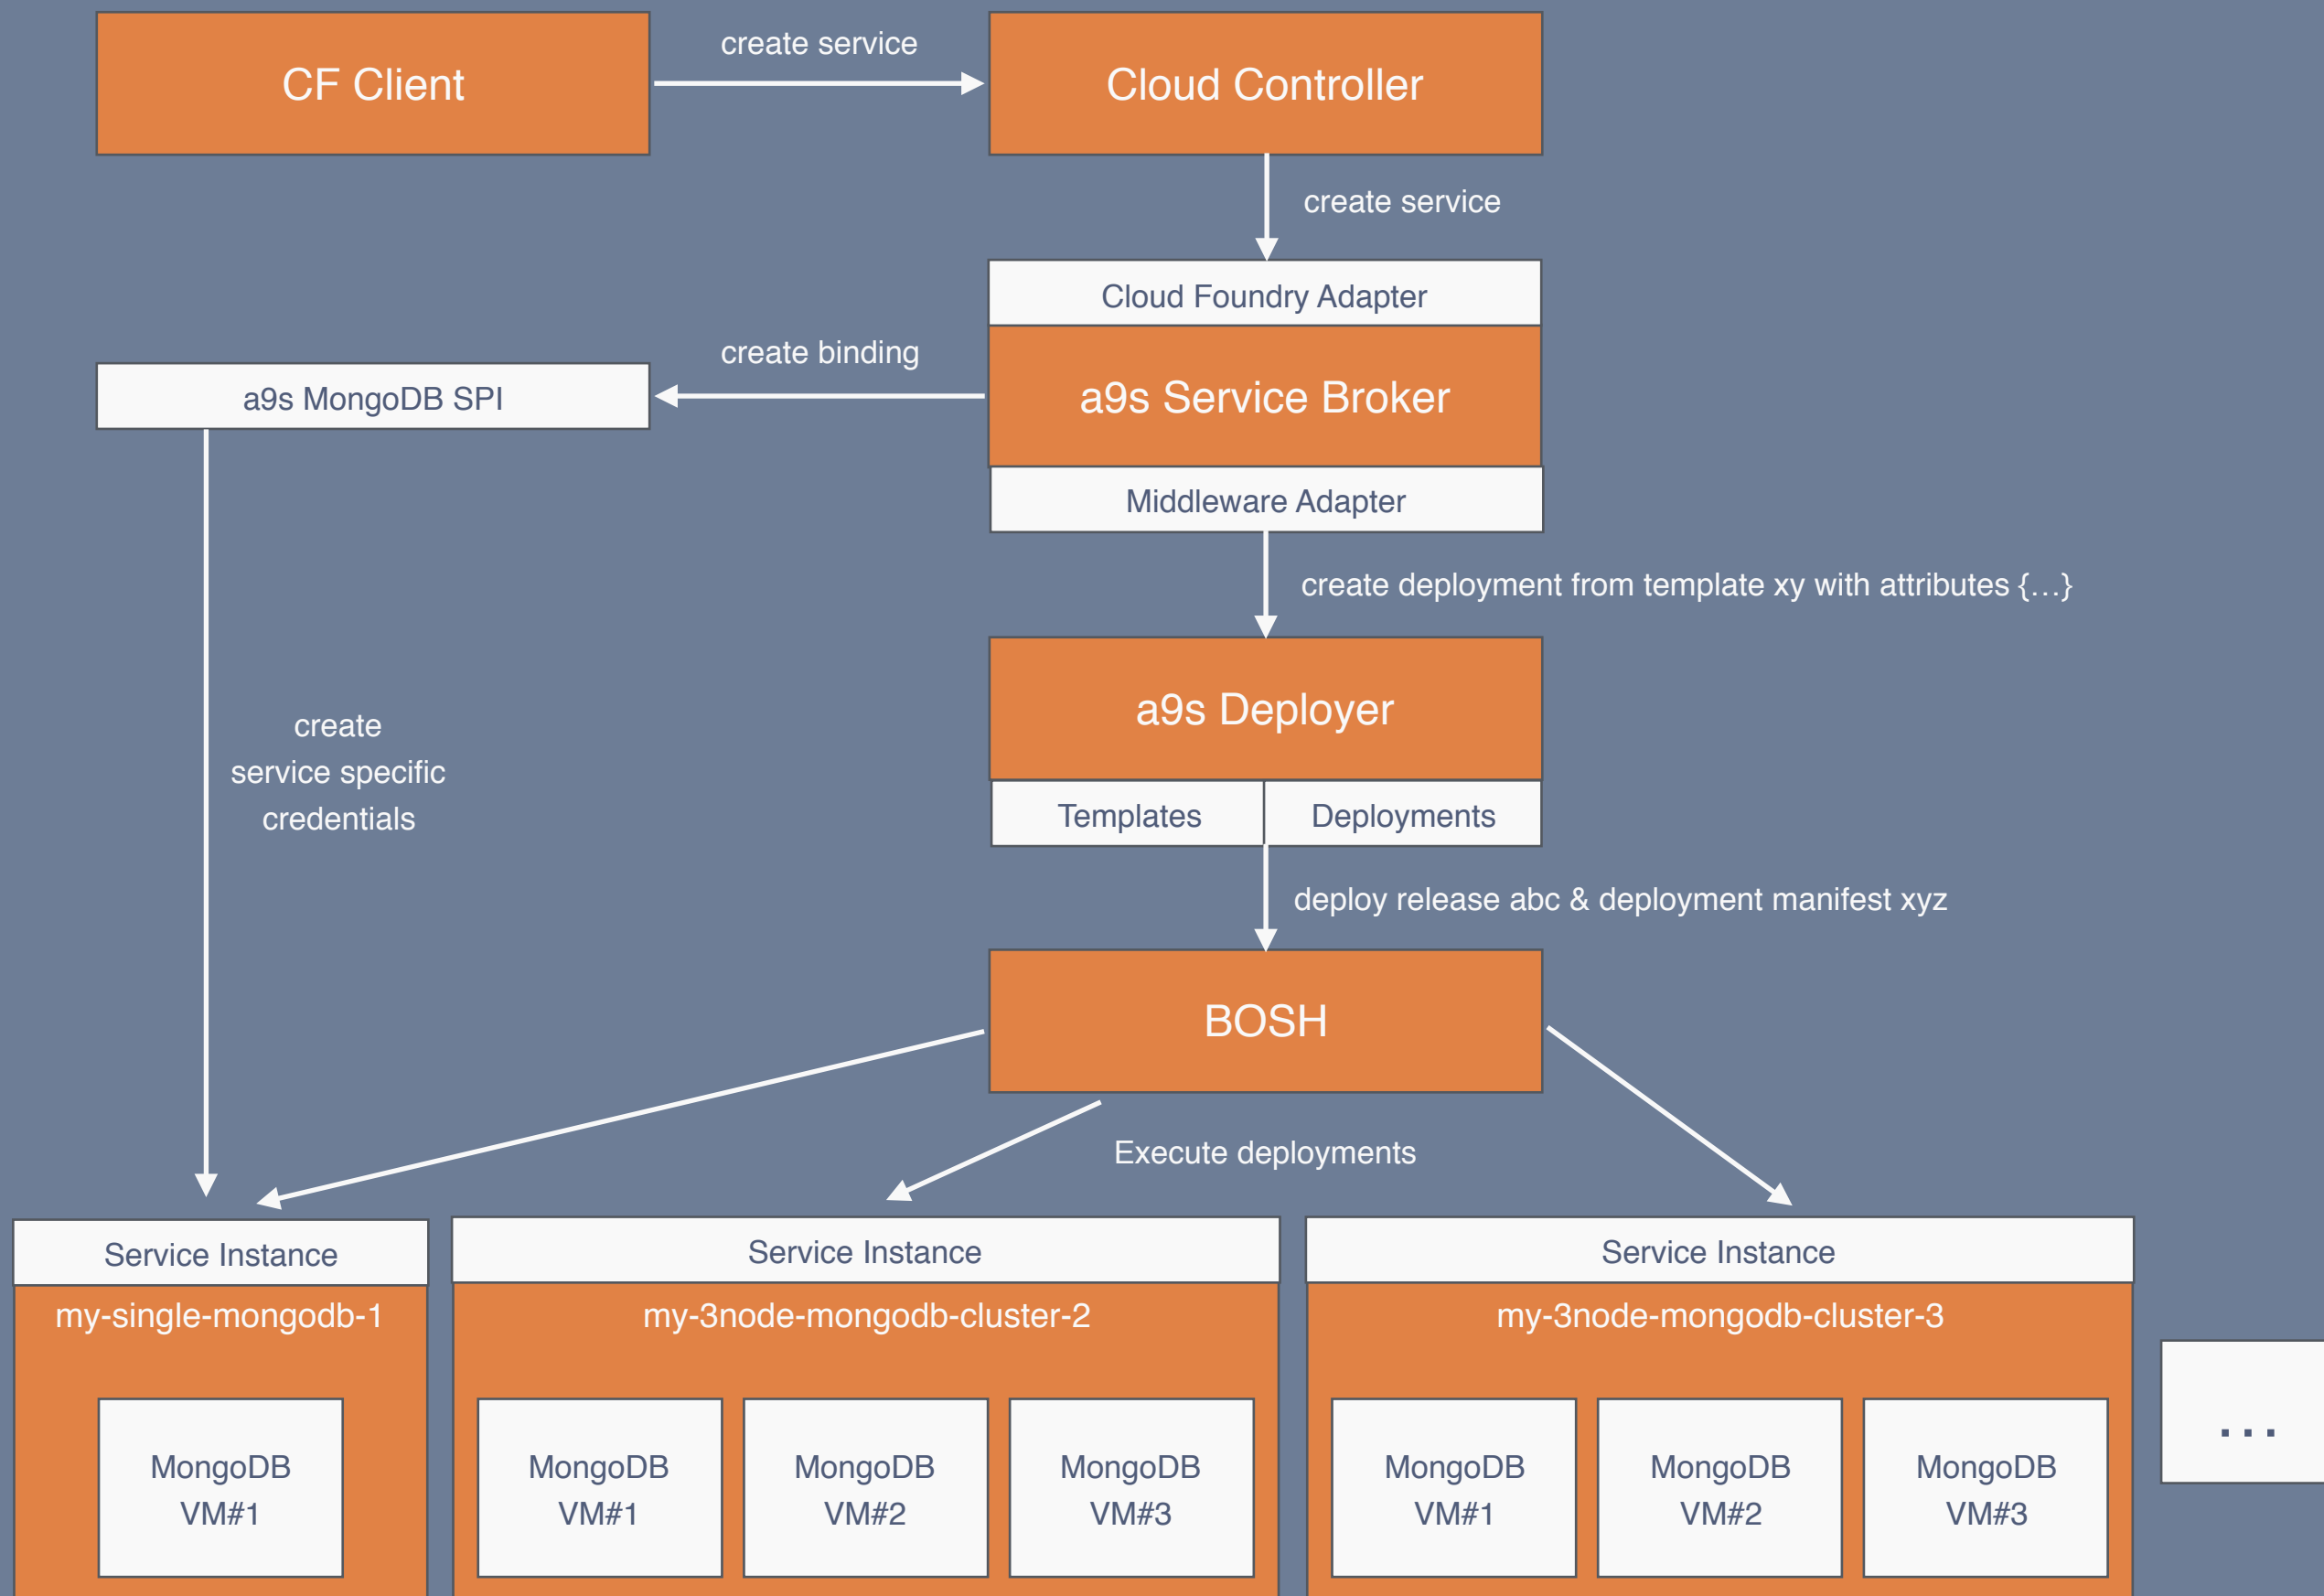 CF Client
create service
Cloud Controller
create service
Cloud Foundry Adapter
create binding
a9s MongoDB SPI
a9s Service Broker
Middleware Adapter
create deployment from template xy with attributes {…}
a9s Deployer
create
service specific
credentials
Templates
Deployments
deploy release abc & deployment manifest xyz
BOSH
Execute deployments
Service Instance
Service Instance
Service Instance
my-single-mongodb-1
my-3node-mongodb-cluster-2
my-3node-mongodb-cluster-3
MongoDB
VM#1
MongoDB
VM#1
MongoDB
VM#2
MongoDB
VM#3
MongoDB
VM#1
MongoDB
VM#2
MongoDB
VM#3
…